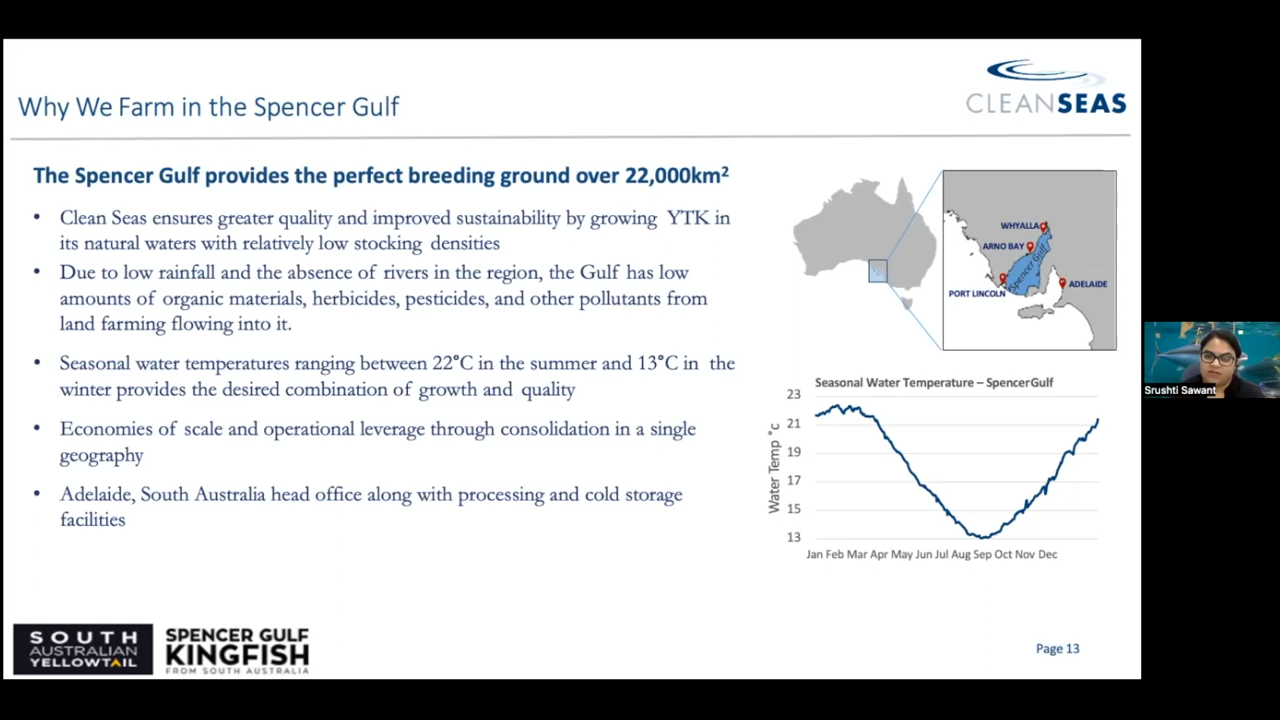 Why We Farm in the Spencer Gulf
CLEANSEAS
The Spencer Gulf provides the perfect breeding ground over 22,000km²
• Clean Seas ensures greater quality and improved sustainability by growing YTK in
its natural waters with relatively low stocking densities
• Due to low rainfall and the absence of rivers in the region, the Gulf has low
amounts of organic materials, herbicides, pesticides, and other pollutants from
land farming flowing into it.
• Seasonal water temperatures ranging between 22°C in the summer and 13°C in the
winter provides the desired combination of growth and quality
• Economies of scale and operational leverage through consolidation in a single
geography
• Adelaide, South Australia head office along with processing and cold storage
facilities
WHYALLA
ARNO BAY
Spencer Gulf
ADELAIDE
PORT LINCOLN
Seasonal Water Temperature – SpencerGulf
Water Temp °c
23
21
19
17
15
13
Jan Feb Mar Apr May Jun Jul Aug Sep Oct Nov Dec
Srushti Sawant
SOUTH
AUSTRALIAN
YELLOWTAIL
SPENCER GULF
KINGFISH
FROM SOUTH AUSTRALIA
Page 13